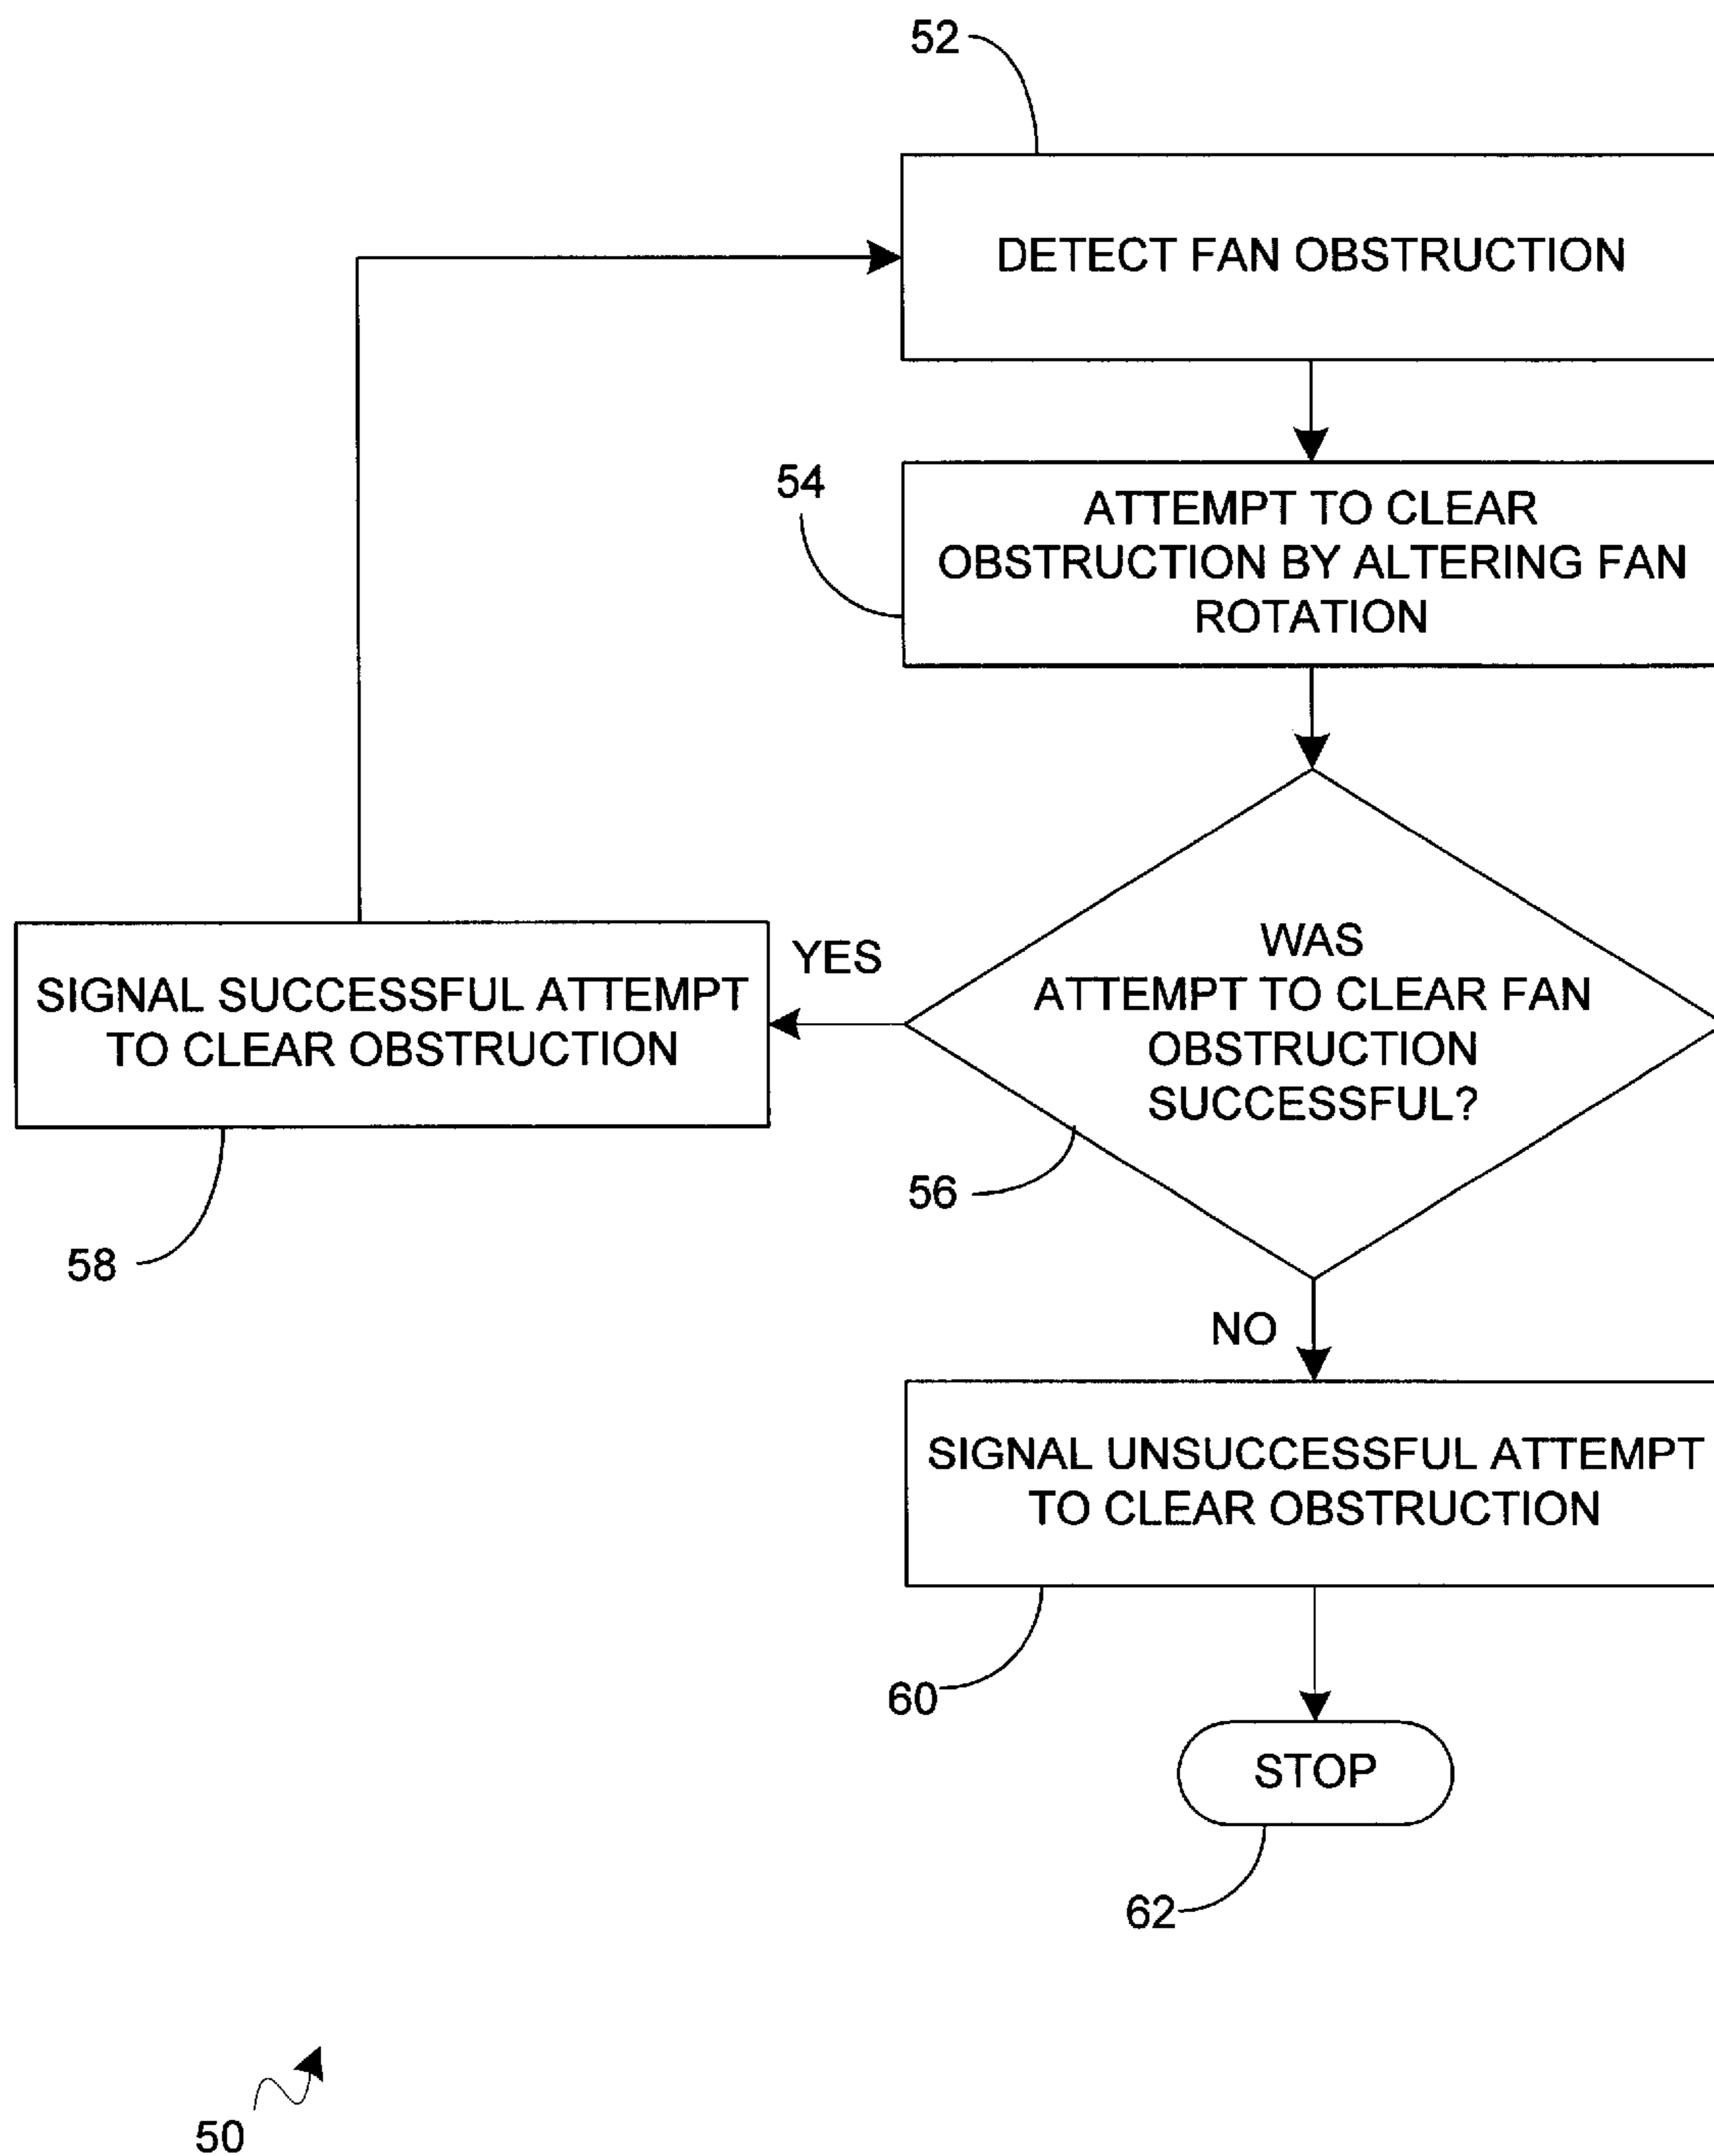 52
DETECT FAN OBSTRUCTION
54
ATTEMPT TO CLEAR
OBSTRUCTION BY ALTERING FAN
ROTATION
WAS
ATTEMPT TO CLEAR FAN
OBSTRUCTION
SUCCESSFUL?
YES
SIGNAL SUCCESSFUL ATTEMPT
TO CLEAR OBSTRUCTION
56
58
NO
SIGNAL UNSUCCESSFUL ATTEMPT
TO CLEAR OBSTRUCTION
60
STOP
62
50